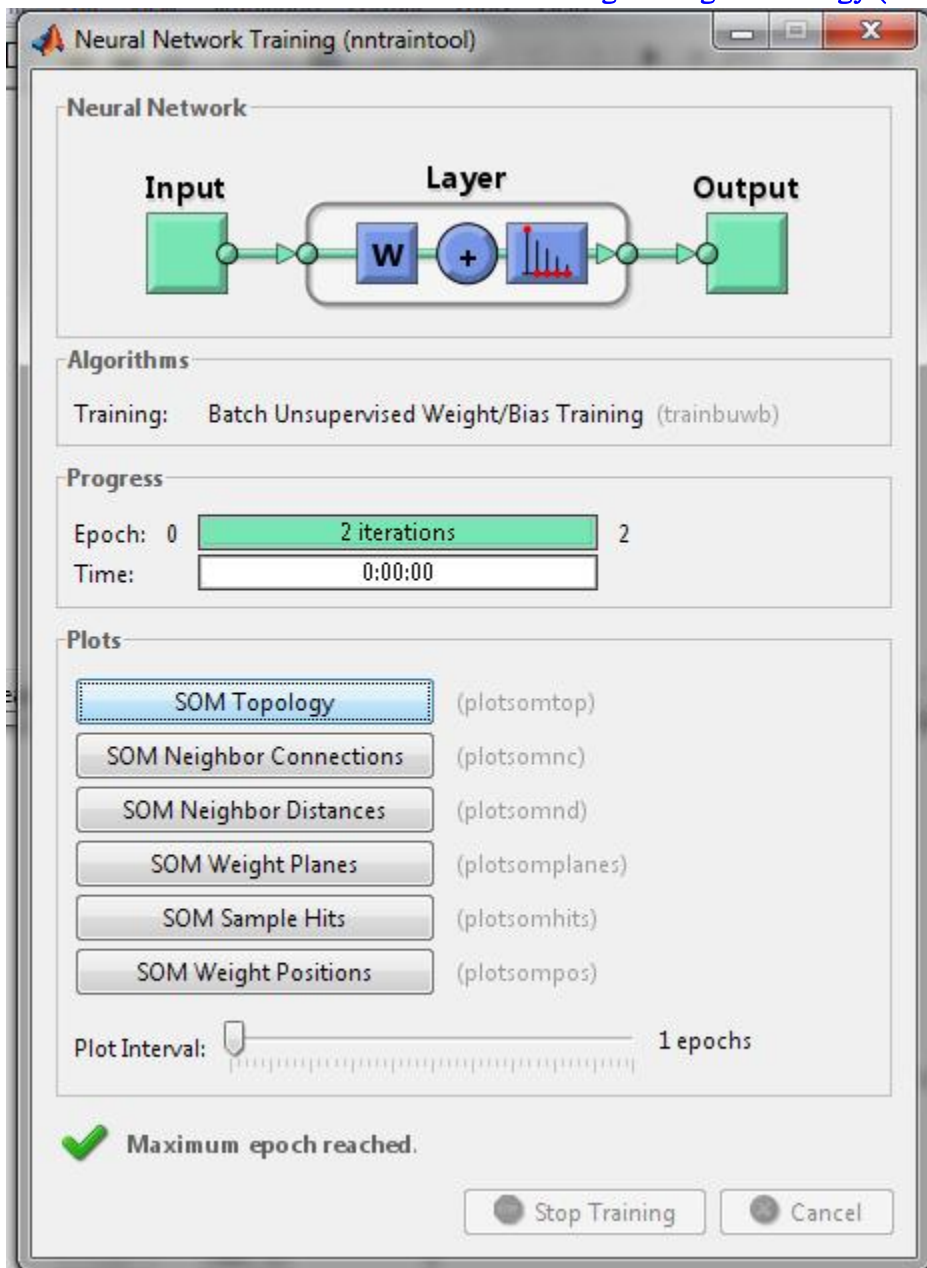 Neural Network Training (nntraintool)
Neural Network
Input
Layer
Output
W
+
Algorithms
Training: Batch Unsupervised Weight/Bias Training (trainbuwb)
Progress
Epoch: 0 2 iterations 2
Time: 0:00:00
Plots
SOM Topology (plotsomtop)
SOM Neighbor Connections (plotsomnc)
SOM Neighbor Distances (plotsomnd)
SOM Weight Planes (plotsomplanes)
SOM Sample Hits (plotsomhits)
SOM Weight Positions (plotsompos)
Plot Interval: 1 epochs
Maximum epoch reached.
Stop Training Cancel